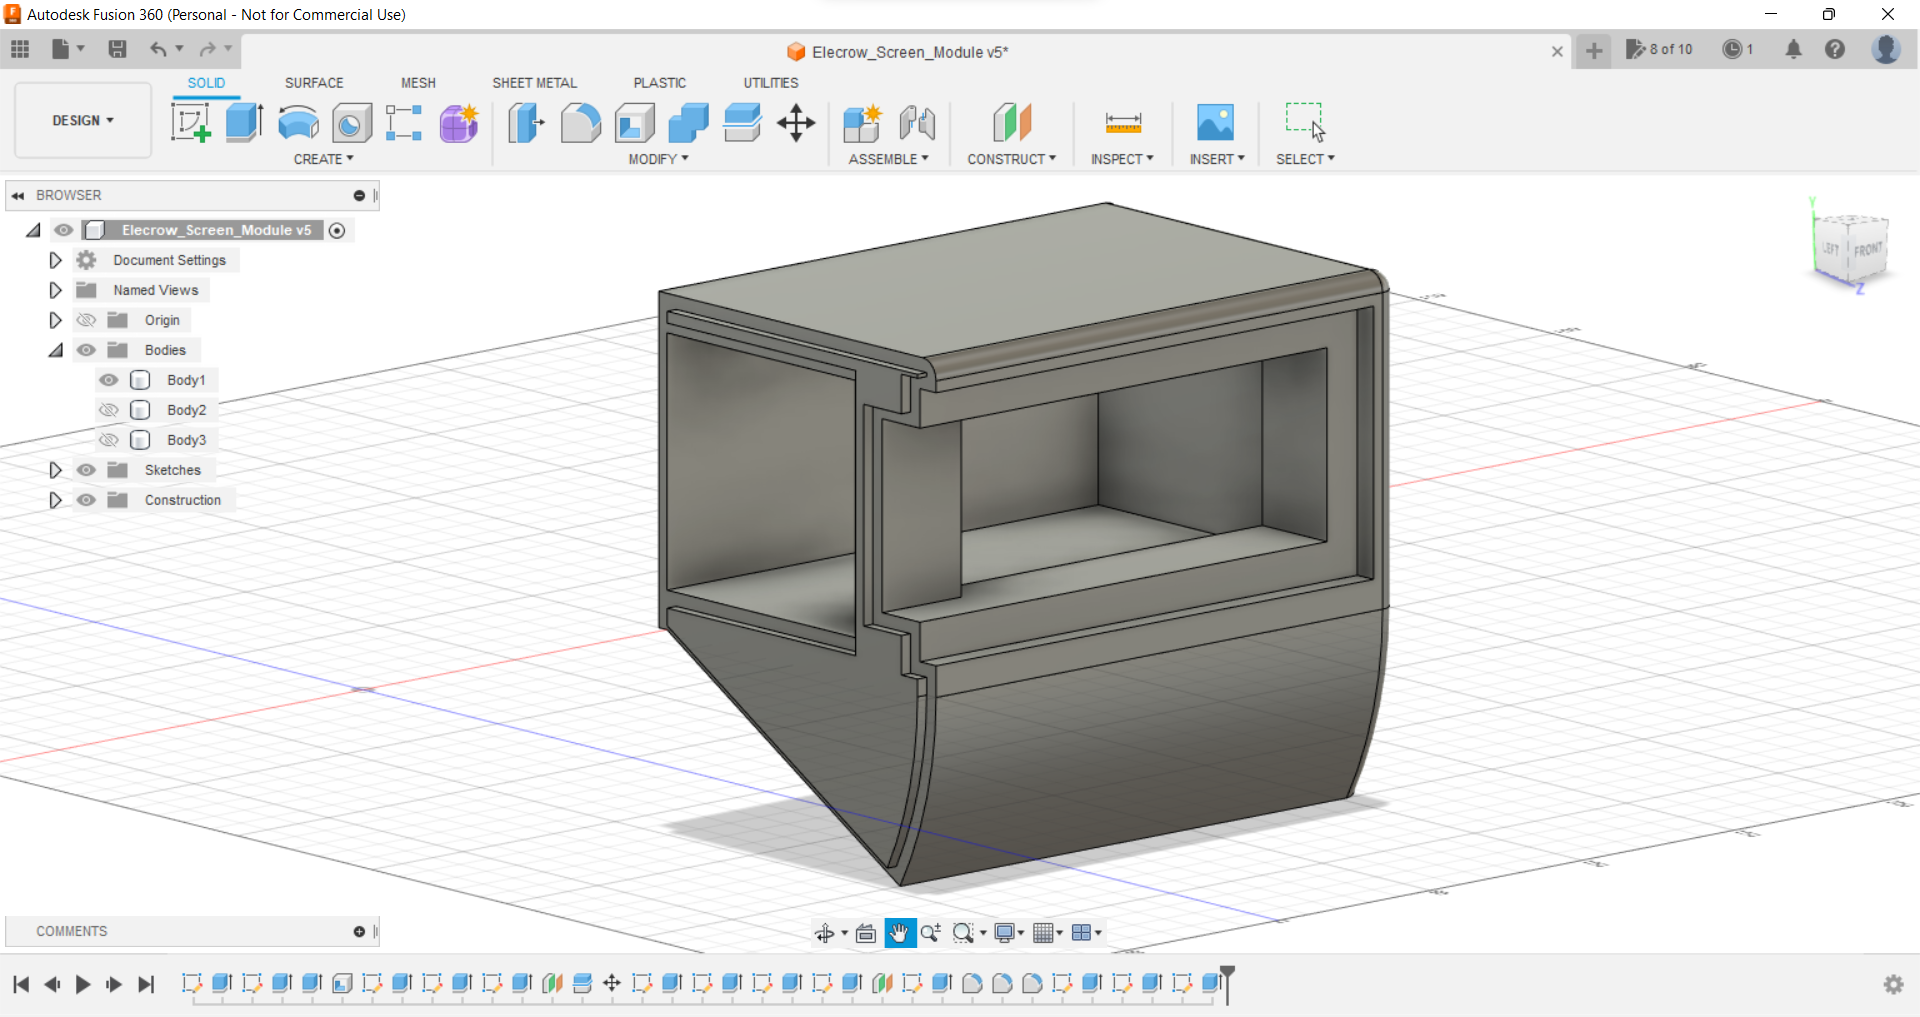 Autodesk Fusion 360 (Personal - Not for Commercial Use)
Elecrow_Screen_Module v5*
8 of 10
1
SOLID SURFACE MESH SHEET METAL PLASTIC UTILITIES
DESIGN
CREATE MODIFY ASSEMBLE CONSTRUCT INSPECT INSERT SELECT
BROWSER
Elecrow_Screen_Module v5
Document Settings
Named Views
Origin
Bodies
Body1
Body2
Body3
Sketches
Construction
Y
LEFT FRONT
Z
COMMENTS